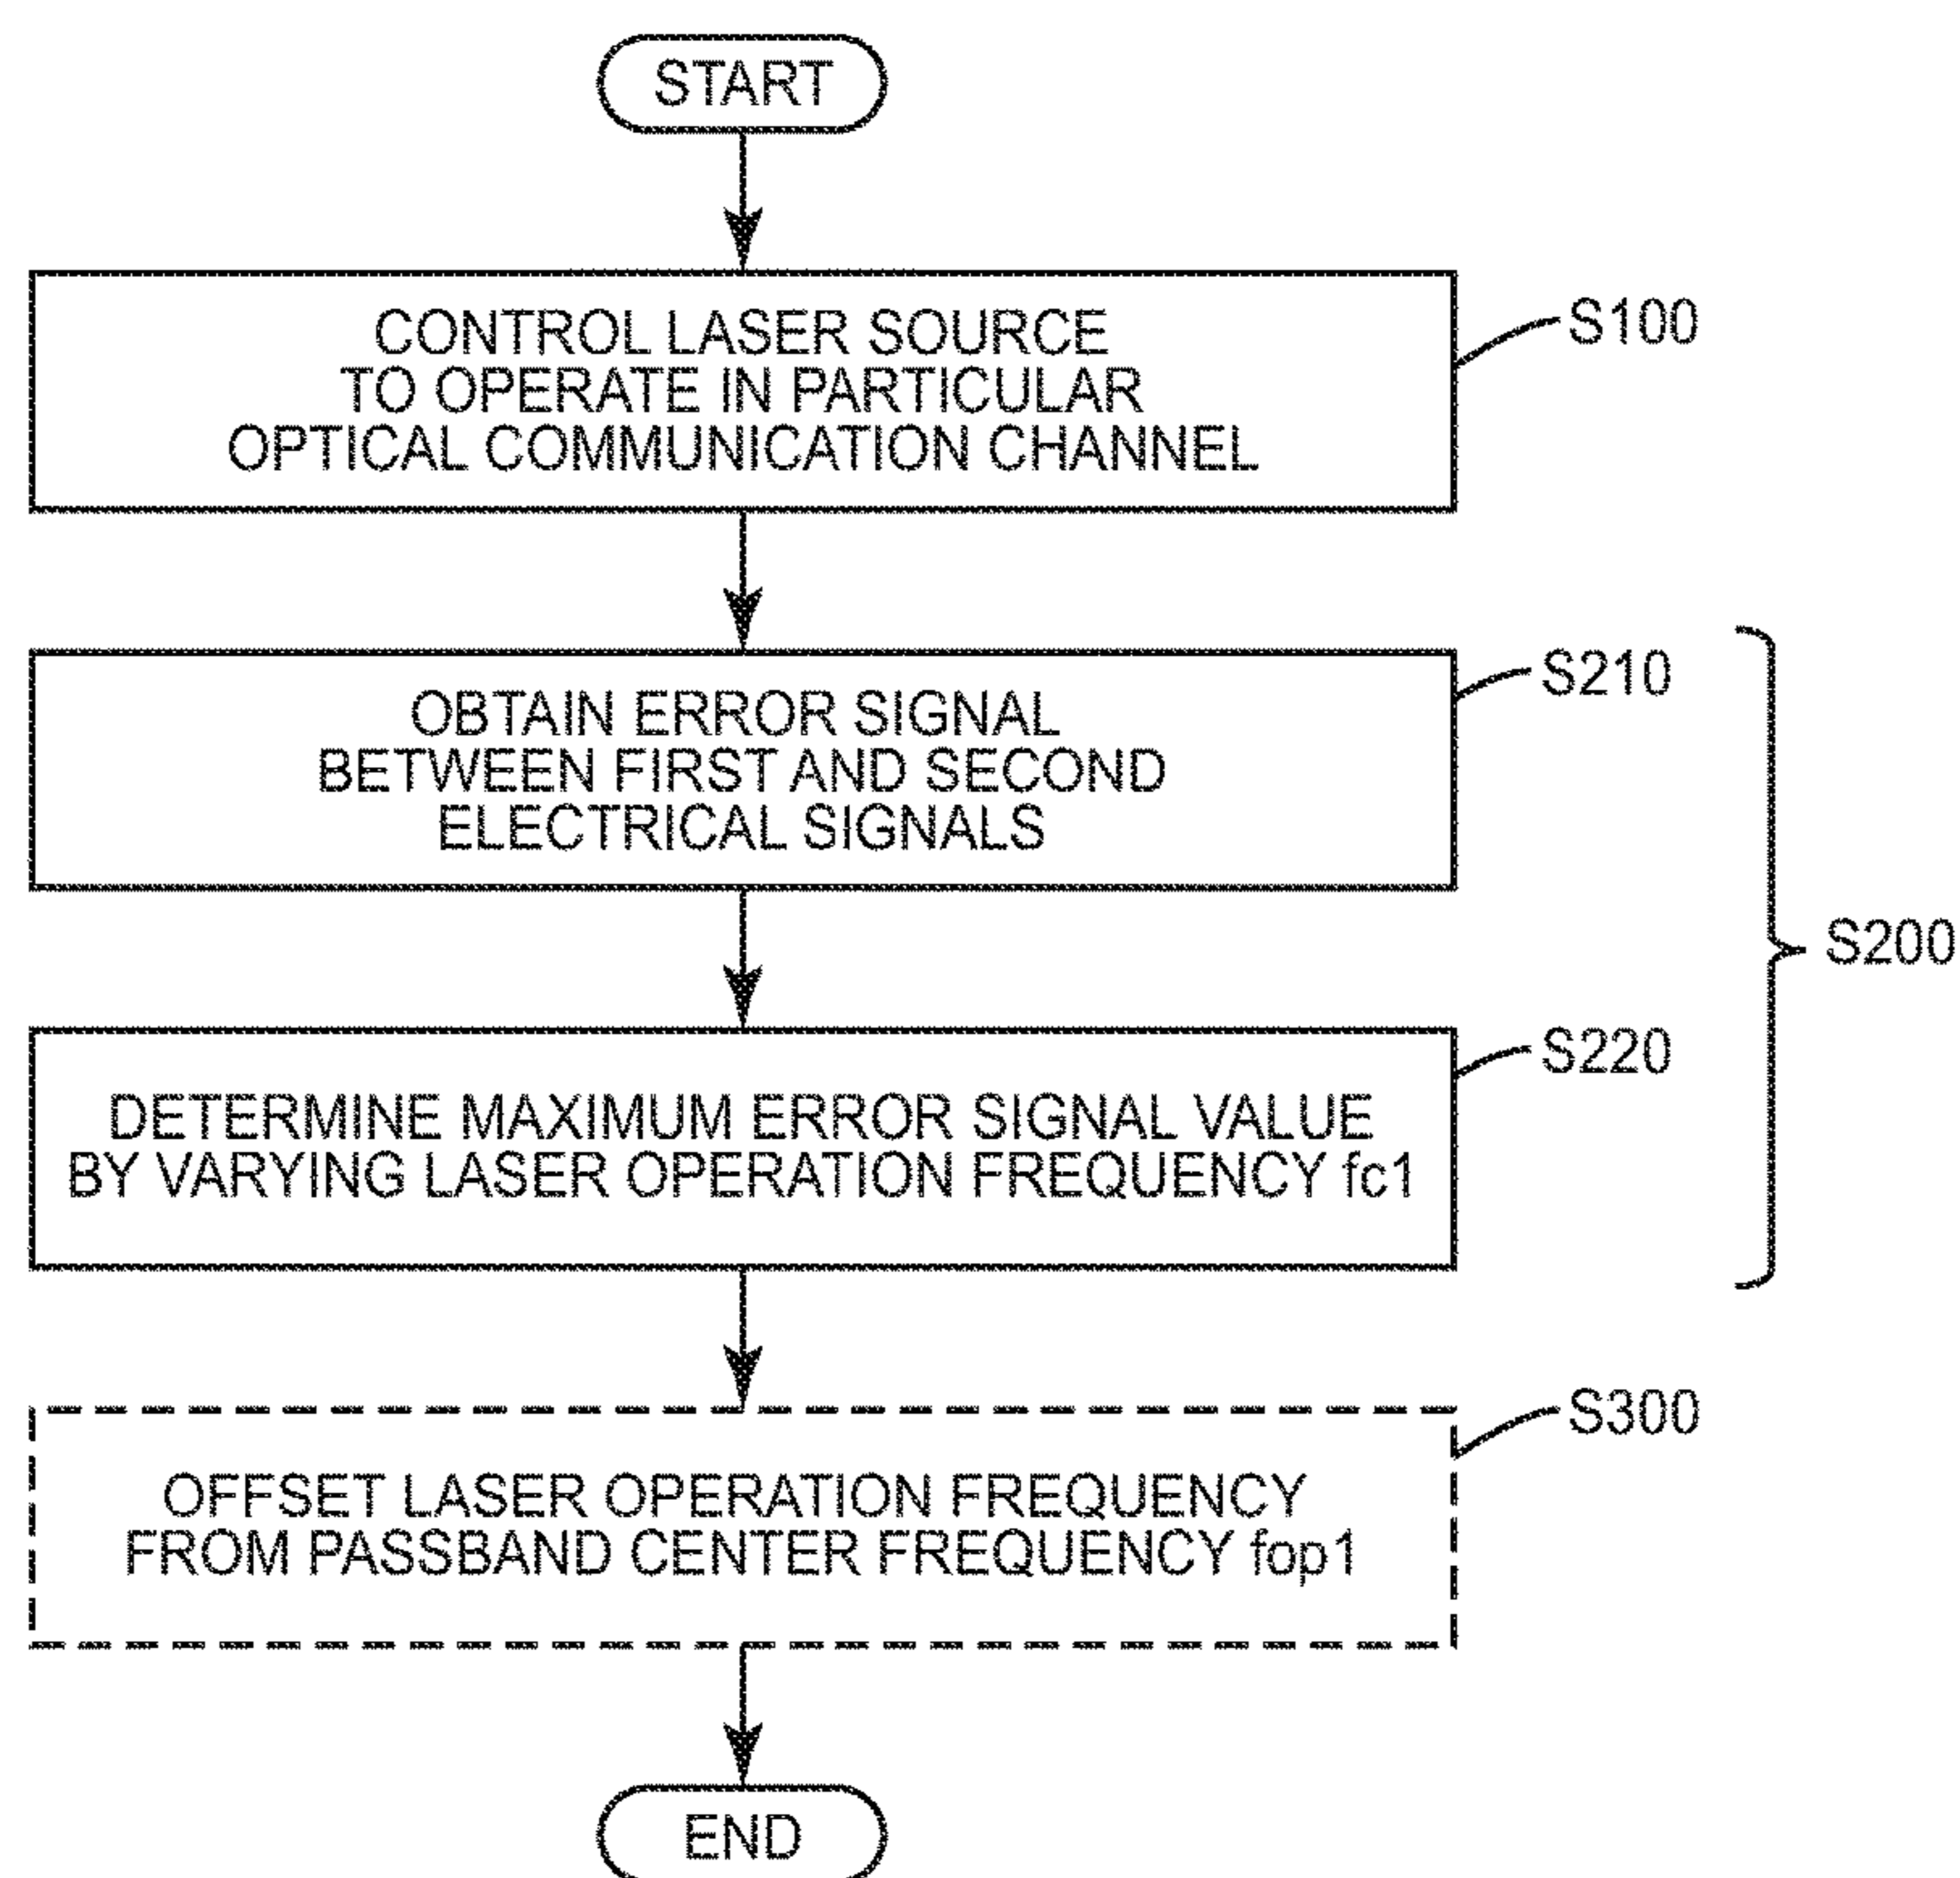 START
CONTROL LASER SOURCE
TO OPERATE IN PARTICULAR
OPTICAL COMMUNICATION CHANNEL
S100
OBTAIN ERROR SIGNAL
BETWEEN FIRST AND SECOND
ELECTRICAL SIGNALS
S210
S200
DETERMINE MAXIMUM ERROR SIGNAL VALUE
BY VARYING LASER OPERATION FREQUENCY fc1
S220
OFFSET LASER OPERATION FREQUENCY
FROM PASSBAND CENTER FREQUENCY fop1
S300
END